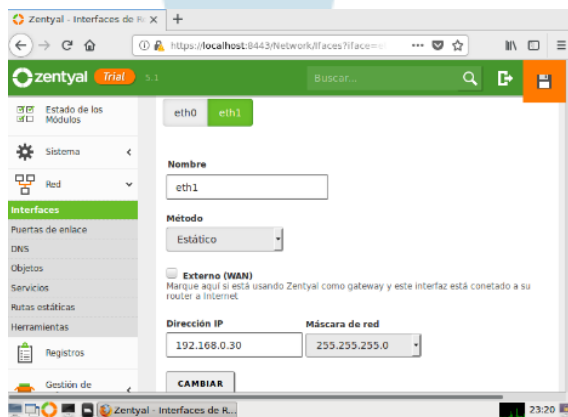 Zentyal - Interfaces de Re
https://localhost:8443/Network/Ifaces?iface=e
zentyal Trial 5.1
Buscar...
Estado de los
Módulos
Sistema
Red
Interfaces
Puertas de enlace
DNS
Objetos
Servicios
Rutas estáticas
Herramientas
Registros
Gestión de
eth0 eth1
Nombre
eth1
Método
Estático
Externo (WAN)
Marque aquí si está usando Zentyal como gateway y este interfaz está conetado a su
router a Internet
Dirección IP Máscara de red
192.168.0.30 255.255.255.0
CAMBIAR
Zentyal - Interfaces de R...
23:20